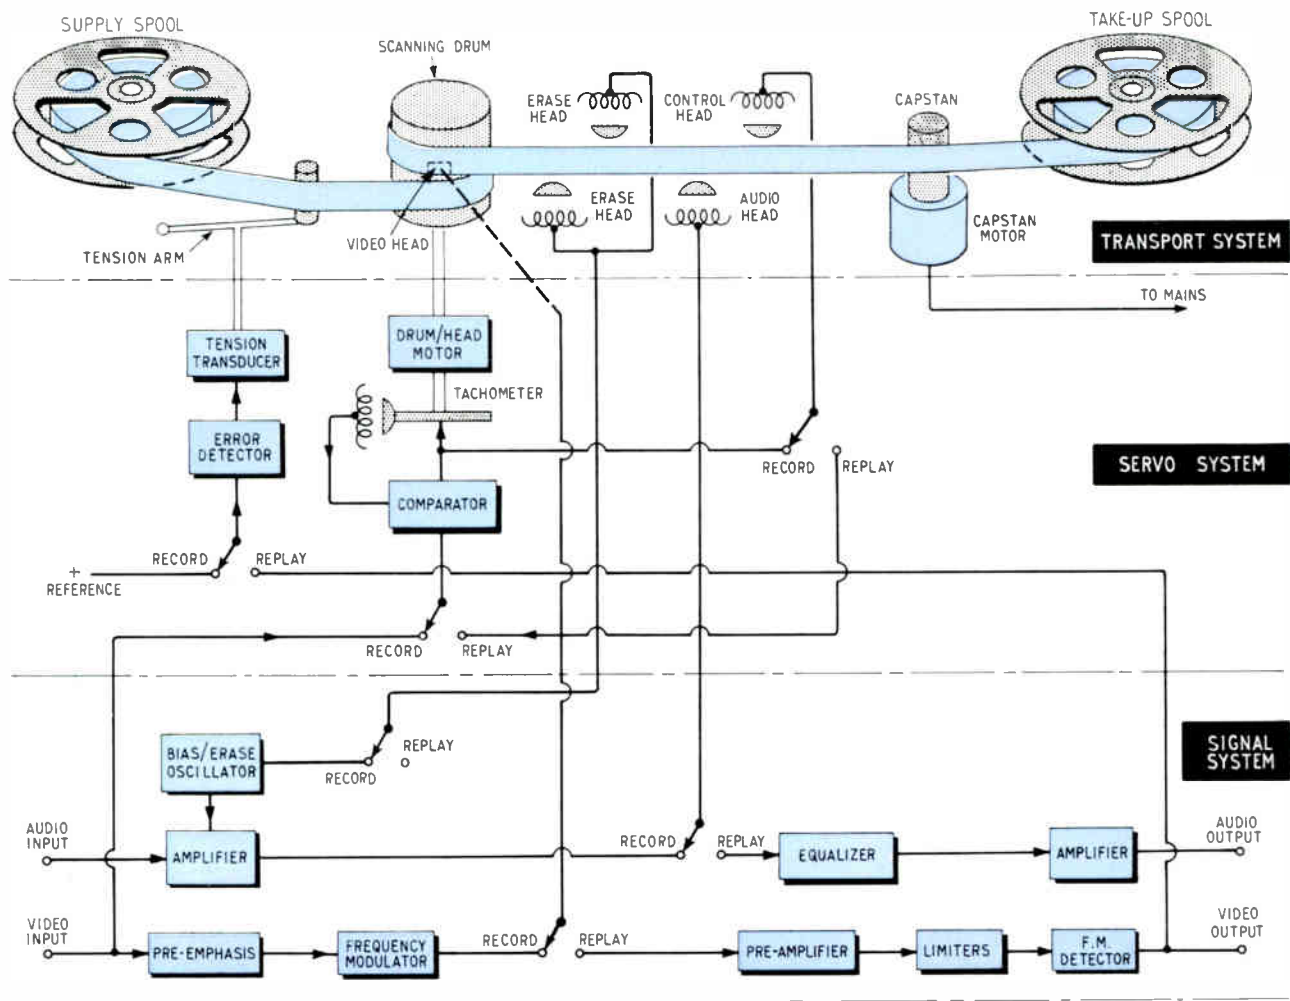 SUPPLY SPOOL
TAKE-UP SPOOL
SCANNING DRUM
ERASE
HEAD
CONTROL
HEAD
CAPSTAN
ERASE
HEAD
AUDIO
HEAD
VIDEO HEAD
TENSION ARM
CAPSTAN
MOTOR
TRANSPORT SYSTEM
TO MAINS
TENSION
TRANSDUCER
DRUM/HEAD
MOTOR
TACHOMETER
ERROR
DETECTOR
RECORD
REPLAY
SERVO SYSTEM
COMPARATOR
RECORD
REPLAY
+
REFERENCE
RECORD
REPLAY
BIAS/ERASE
OSCILLATOR
REPLAY
RECORD
SIGNAL
SYSTEM
AUDIO
INPUT
AMPLIFIER
RECORD
REPLAY
EQUALIZER
AMPLIFIER
AUDIO
OUTPUT
VIDEO
INPUT
PRE-EMPHASIS
FREQUENCY
MODULATOR
RECORD
REPLAY
PRE-AMPLIFIER
LIMITERS
F.M.
DETECTOR
VIDEO
OUTPUT